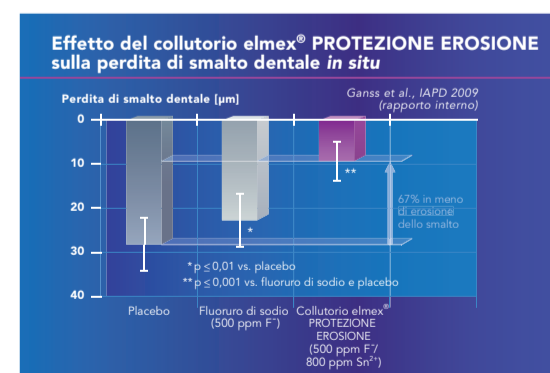 Effetto del collutorio elmex® PROTEZIONE EROSIONE
sulla perdita di smalto dentale in situ
Perdita di smalto dentale [µm]
Ganss et al., IAPD 2009
(rapporto interno)
0
10
20
30
40
**
*
67% in meno
di erosione
dello smalto
* p ≤ 0,01 vs. placebo
** p ≤ 0,001 vs. fluoruro di sodio e placebo
Placebo
Fluoruro di sodio
(500 ppm F⁻)
Collutorio elmex®
PROTEZIONE
EROSIONE
(500 ppm F⁻/
800 ppm Sn²⁺)